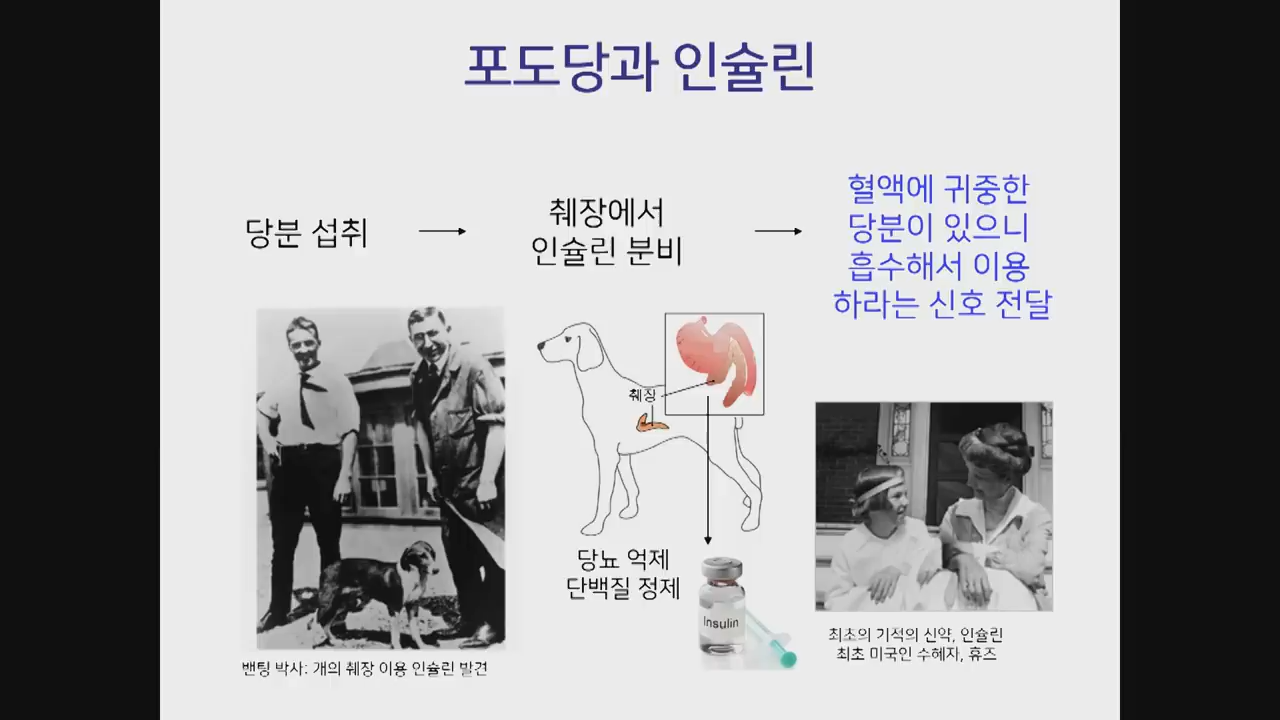 포도당과 인슐린
당분 섭취
췌장에서
인슐린 분비
혈액에 귀중한
당분이 있으니
흡수해서 이용
하라는 신호 전달
췌장
당뇨 억제
단백질 정제
Insulin
밴팅 박사: 개의 췌장 이용 인슐린 발견
최초의 기적의 신약, 인슐린
최초 미국인 수혜자, 휴즈